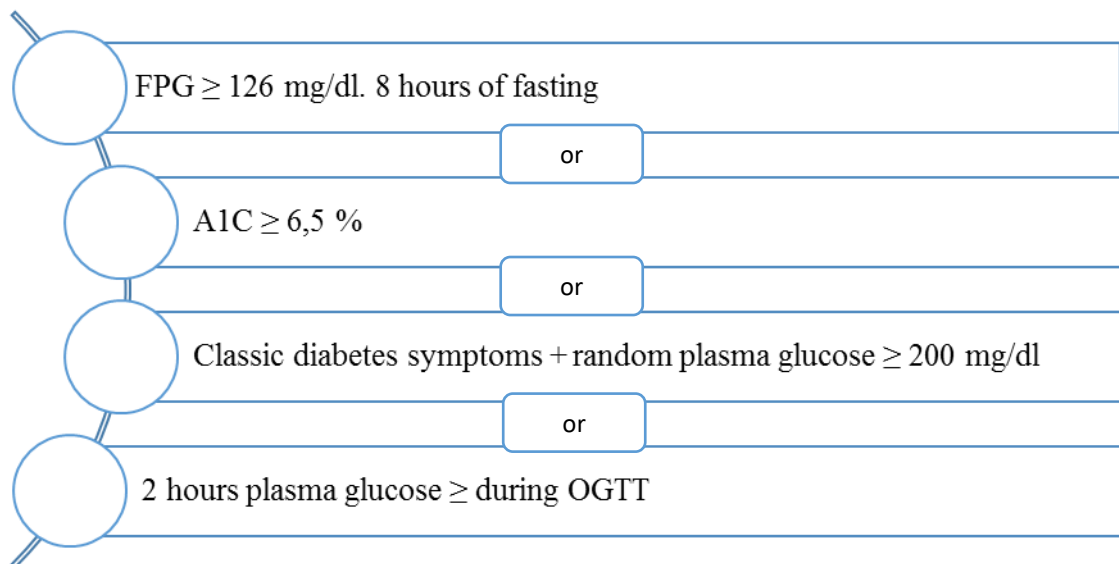 FPG ≥ 126 mg/dl. 8 hours of fasting
or
A1C ≥ 6,5 %
or
Classic diabetes symptoms + random plasma glucose ≥ 200 mg/dl
or
2 hours plasma glucose ≥ during OGTT